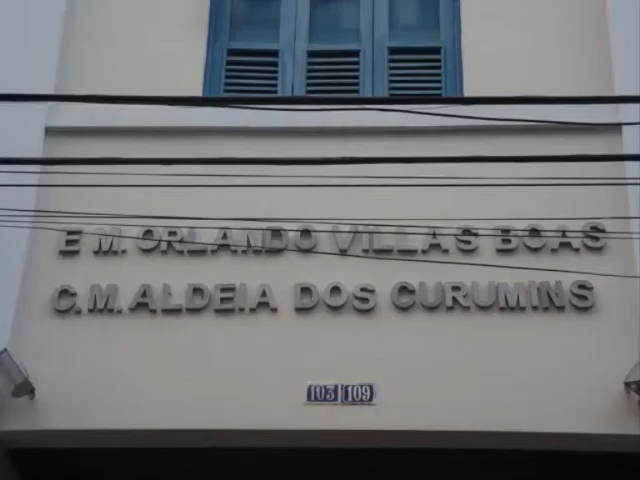 E M. ORLANDO VILLAS BOAS
C. M. ALDEIA DOS CURUMINS
103 109